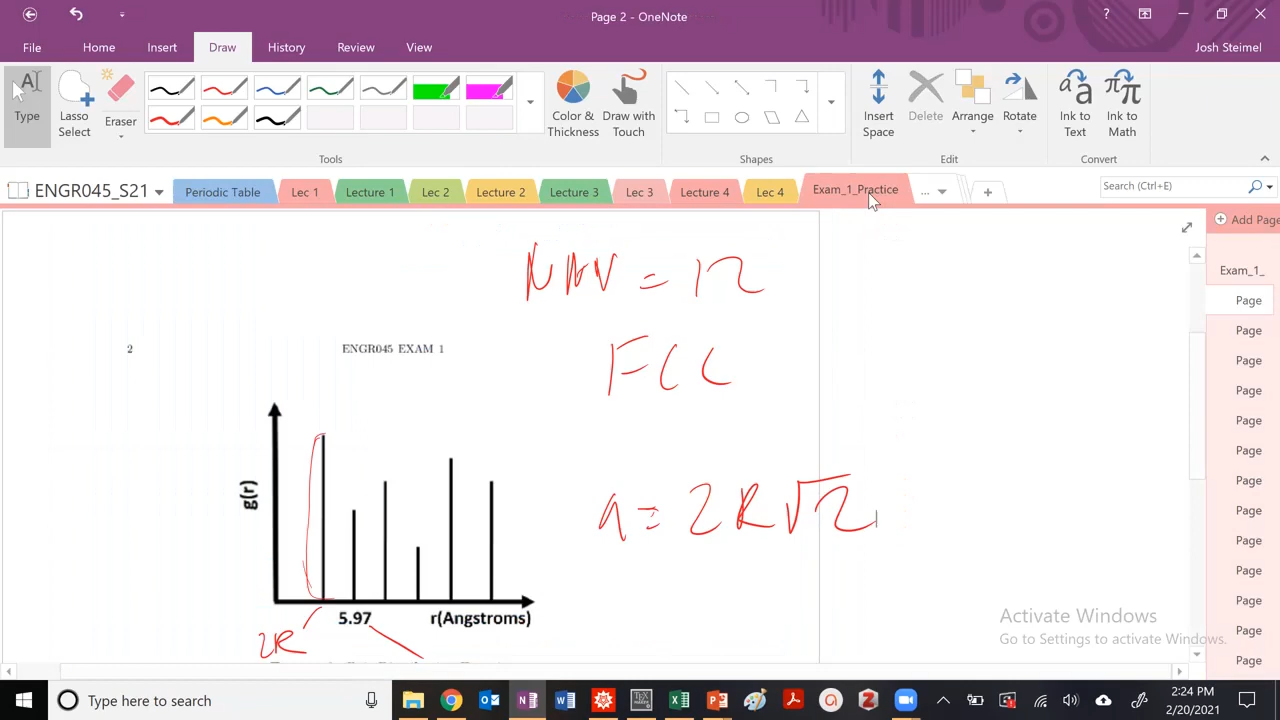 Page 2 - OneNote
Josh Steimel
File Home Insert Draw History Review View
Type
Lasso Select
Eraser
Color & Thickness
Draw with Touch
Insert Space
Delete
Arrange
Rotate
Ink to Text
Ink to Math
Tools
Shapes
Edit
Convert
ENGR045_S21
Periodic Table Lec 1 Lecture 1 Lec 2 Lecture 2 Lecture 3 Lec 3 Lecture 4 Lec 4 Exam_1_Practice ...
Search (Ctrl+E)
Add Page
Exam_1_
Page
Page
Page
Page
Page
Page
Page
Page
Page
Page
Page
Page
Page
= 12
FCC
2 ENGR045 EXAM 1
g(r)
a = 2R√2
5.97 r(Angstroms)
2R
Activate Windows
Go to Settings to activate Windows.
Type here to search
2:24 PM
2/20/2021